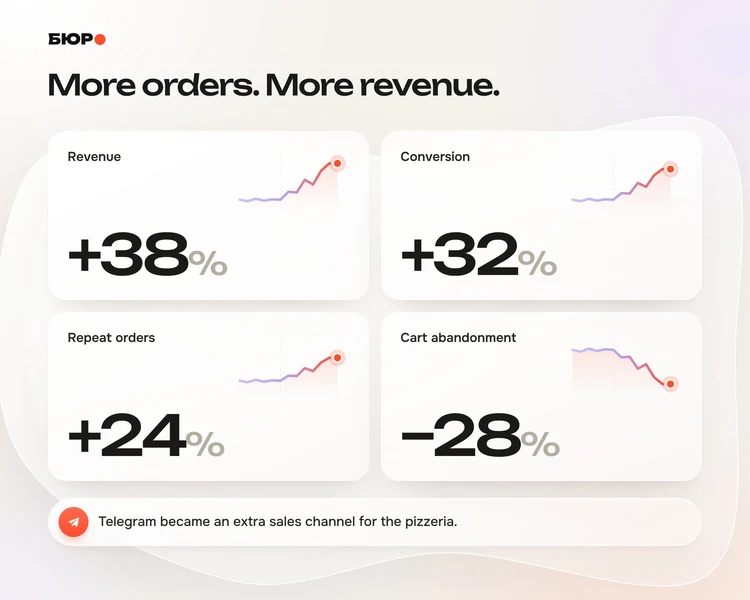 БЮРО
More orders. More revenue.
Revenue
+38%
Conversion
+32%
Repeat orders
+24%
Cart abandonment
−28%
Telegram became an extra sales channel for the pizzeria.